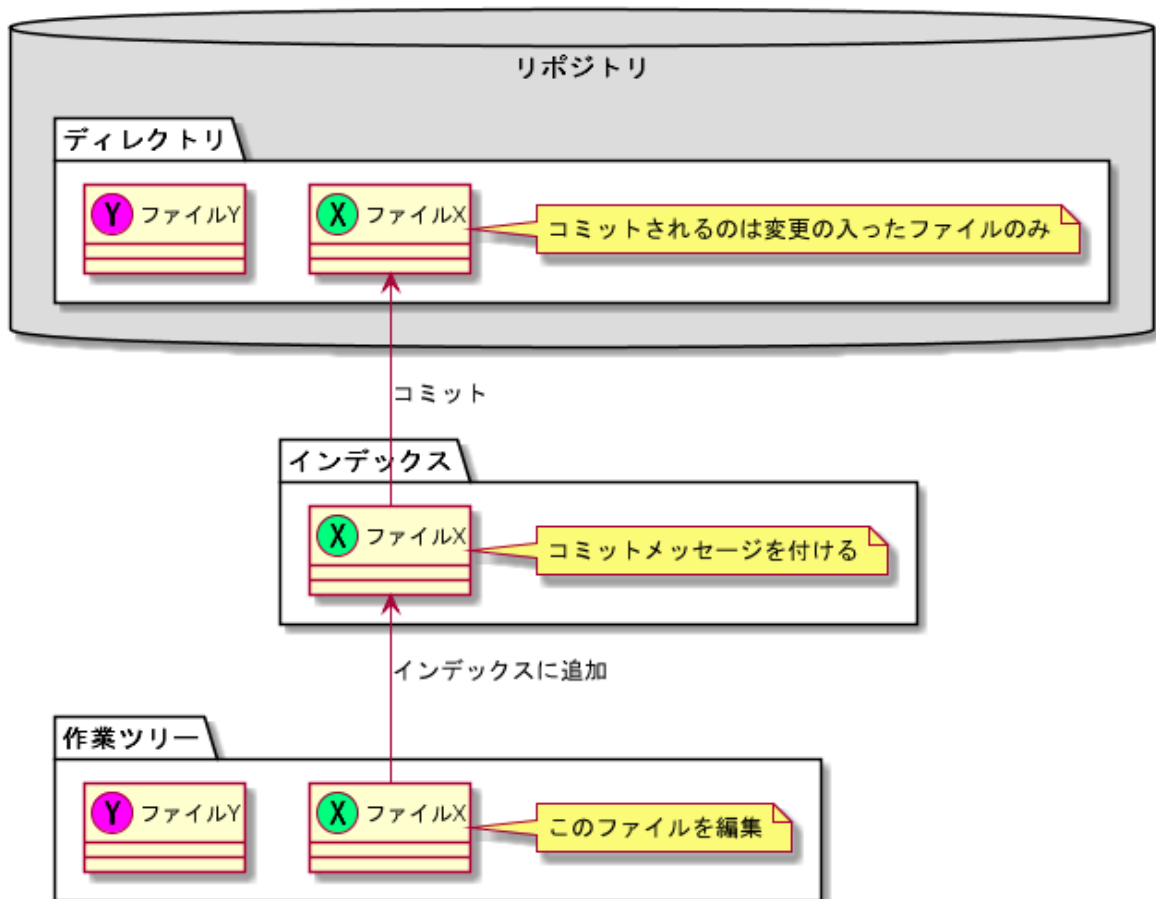 リポジトリ
ディレクトリ
Y ファイルY
X ファイルX
コミットされるのは変更の入ったファイルのみ
コミット
インデックス
X ファイルX
コミットメッセージを付ける
インデックスに追加
作業ツリー
Y ファイルY
X ファイルX
このファイルを編集